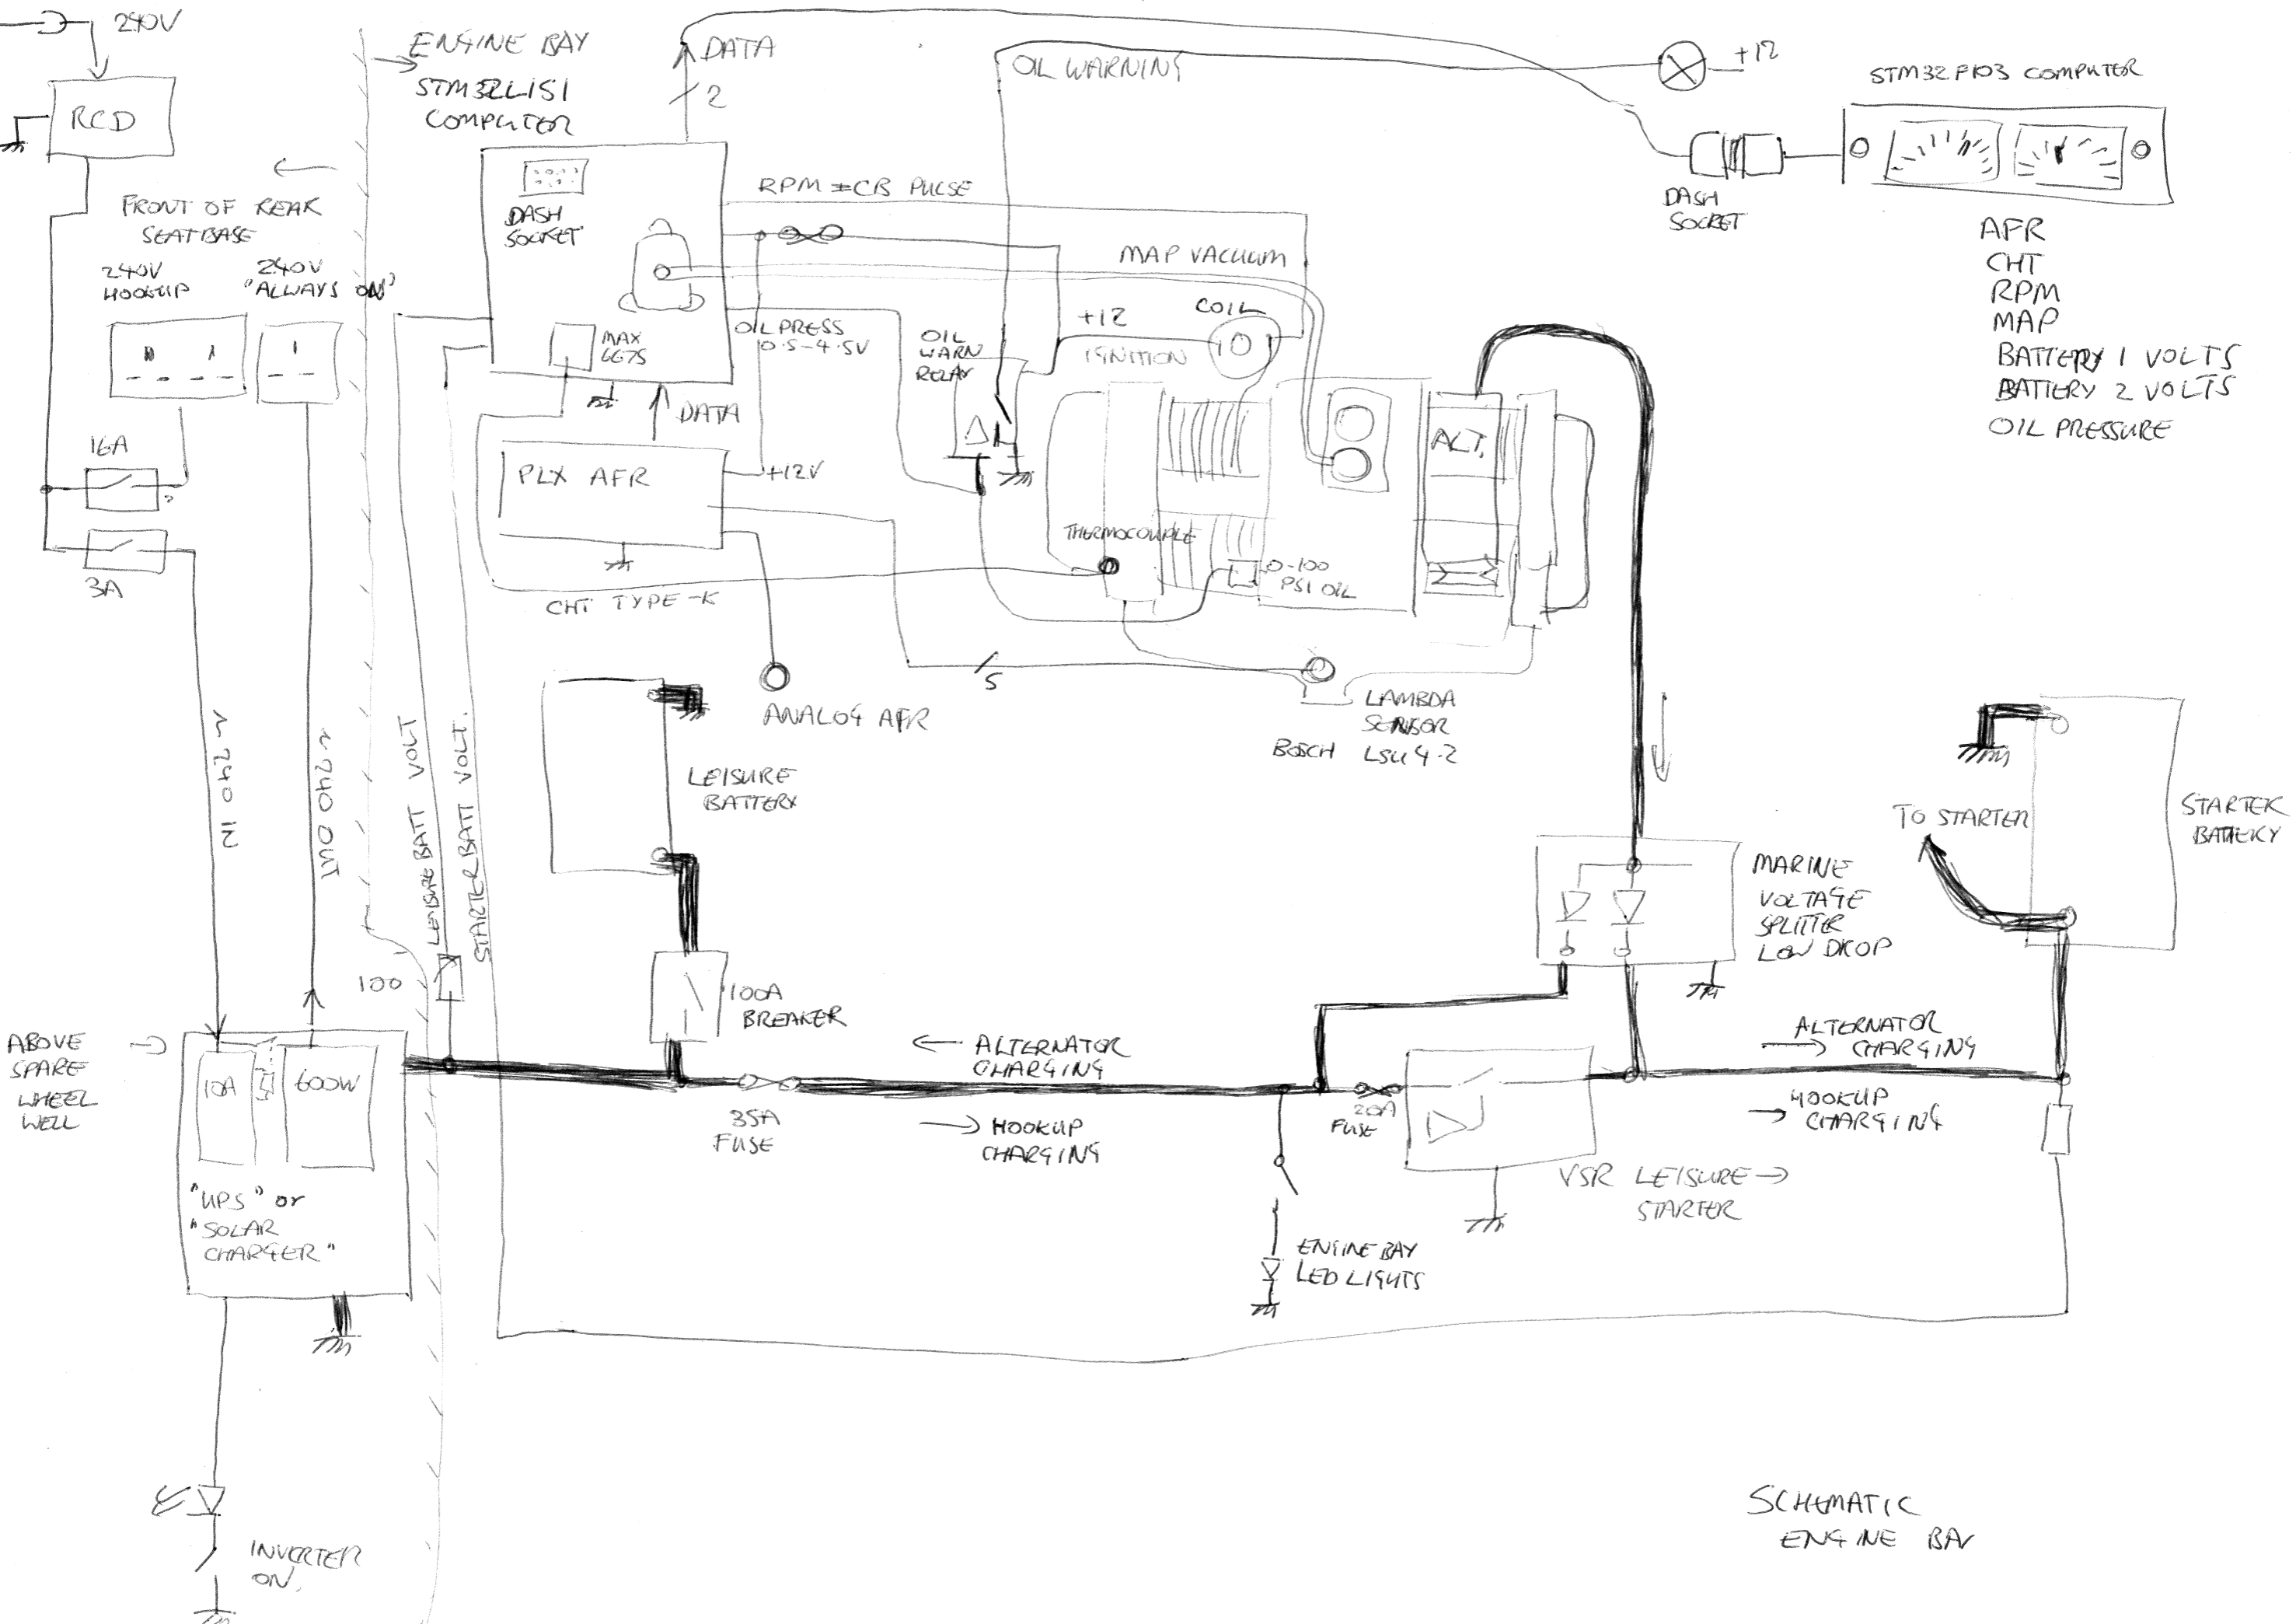 240V
RCD
FRONT OF REAR
SEATBASE
240V
HOOKUP
240V
"ALWAYS ON"
16A
3A
~ 240 IN
~ 240 OUT
ENGINE BAY
STM32L151
COMPUTER
DATA
2
DASH
SOCKET
MAX
6675
RPM = CB PULSE
MAP VACUUM
OIL PRESS
0.5-4.5V
OIL WARNING
+12
OIL
WARN
RELAY
+12
IGNITION
COIL
DATA
PLX AFR
+12V
CHT TYPE-K
ANALOG AFR
5
THERMOCOUPLE
0-100
PSI OIL
ALT.
LAMBDA
SENSOR
BOSCH LSU 4-2
STM32F103 COMPUTER
DASH
SOCKET
AFR
CHT
RPM
MAP
BATTERY 1 VOLTS
BATTERY 2 VOLTS
OIL PRESSURE
LEISURE BATT VOLT
STARTER BATT VOLT.
100
LEISURE
BATTERY
100A
BREAKER
35A
FUSE
ALTERNATOR
CHARGING
HOOKUP
CHARGING
20A
FUSE
ENGINE BAY
LED LIGHTS
MARINE
VOLTAGE
SPLITTER
LOW DROP
TO STARTER
STARTER
BATTERY
ALTERNATOR
CHARGING
HOOKUP
CHARGING
VSR LEISURE →
STARTER
ABOVE
SPARE
WHEEL
WELL
10A
600W
"UPS" or
"SOLAR
CHARGER"
INVERTER
ON.
SCHEMATIC
ENGINE BAY